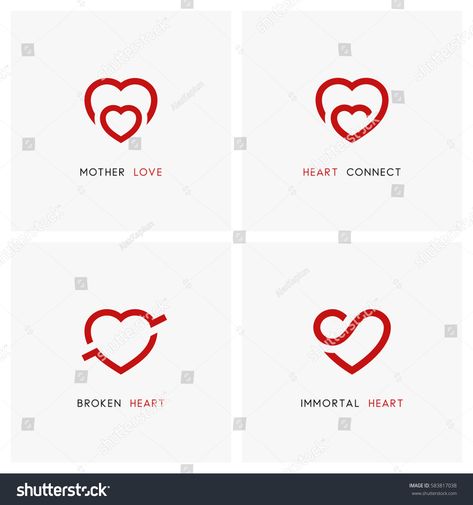 MOTHER LOVE
HEART CONNECT
BROKEN HEART
IMMORTAL HEART
shutterstock
IMAGE ID: 583817038
www.shutterstock.com